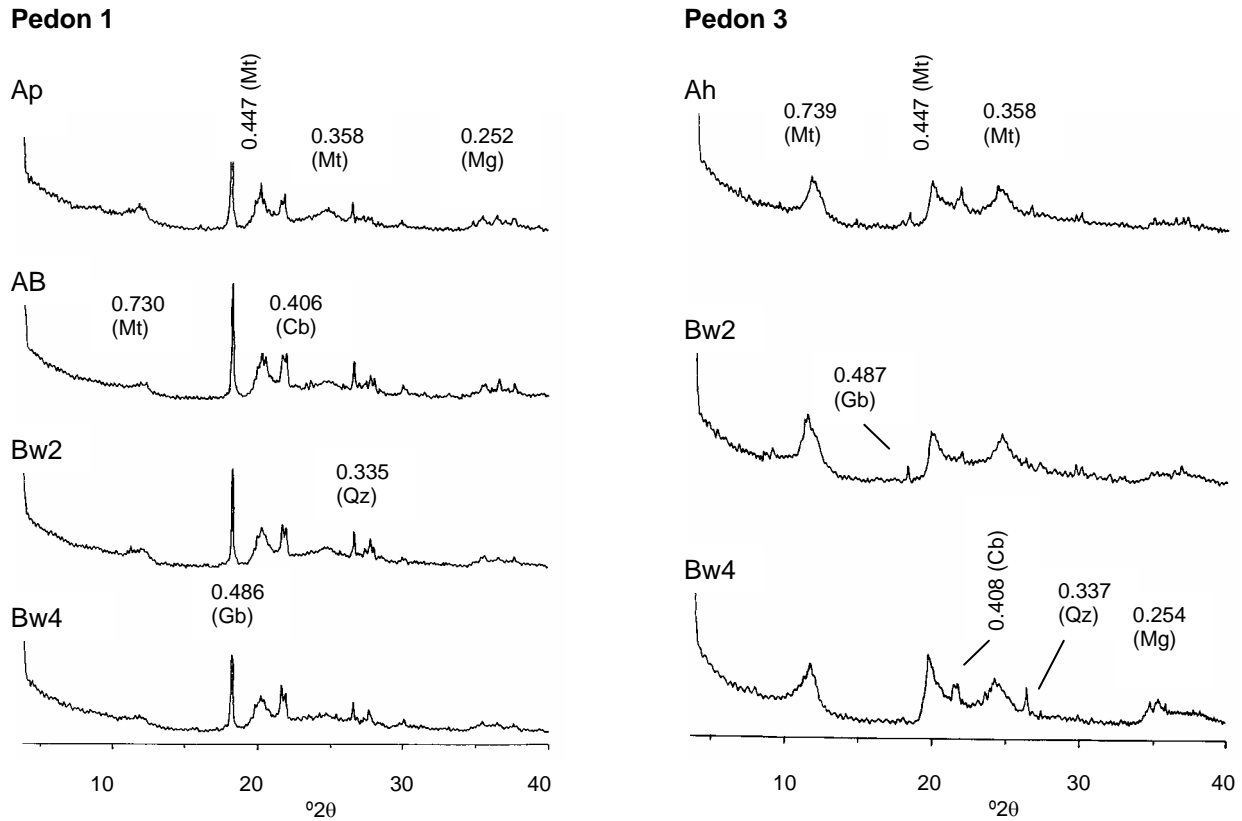 Pedon 1
Ap
0.447 (Mt)
0.358
(Mt)
0.252
(Mg)
AB
0.730
(Mt)
0.406
(Cb)
Bw2
0.335
(Qz)
Bw4
0.486
(Gb)
10 20 30 40
º2θ
Pedon 3
Ah
0.739
(Mt)
0.447 (Mt)
0.358
(Mt)
Bw2
0.487
(Gb)
Bw4
0.408 (Cb)
0.337
(Qz)
0.254
(Mg)
10 20 30 40
º2θ